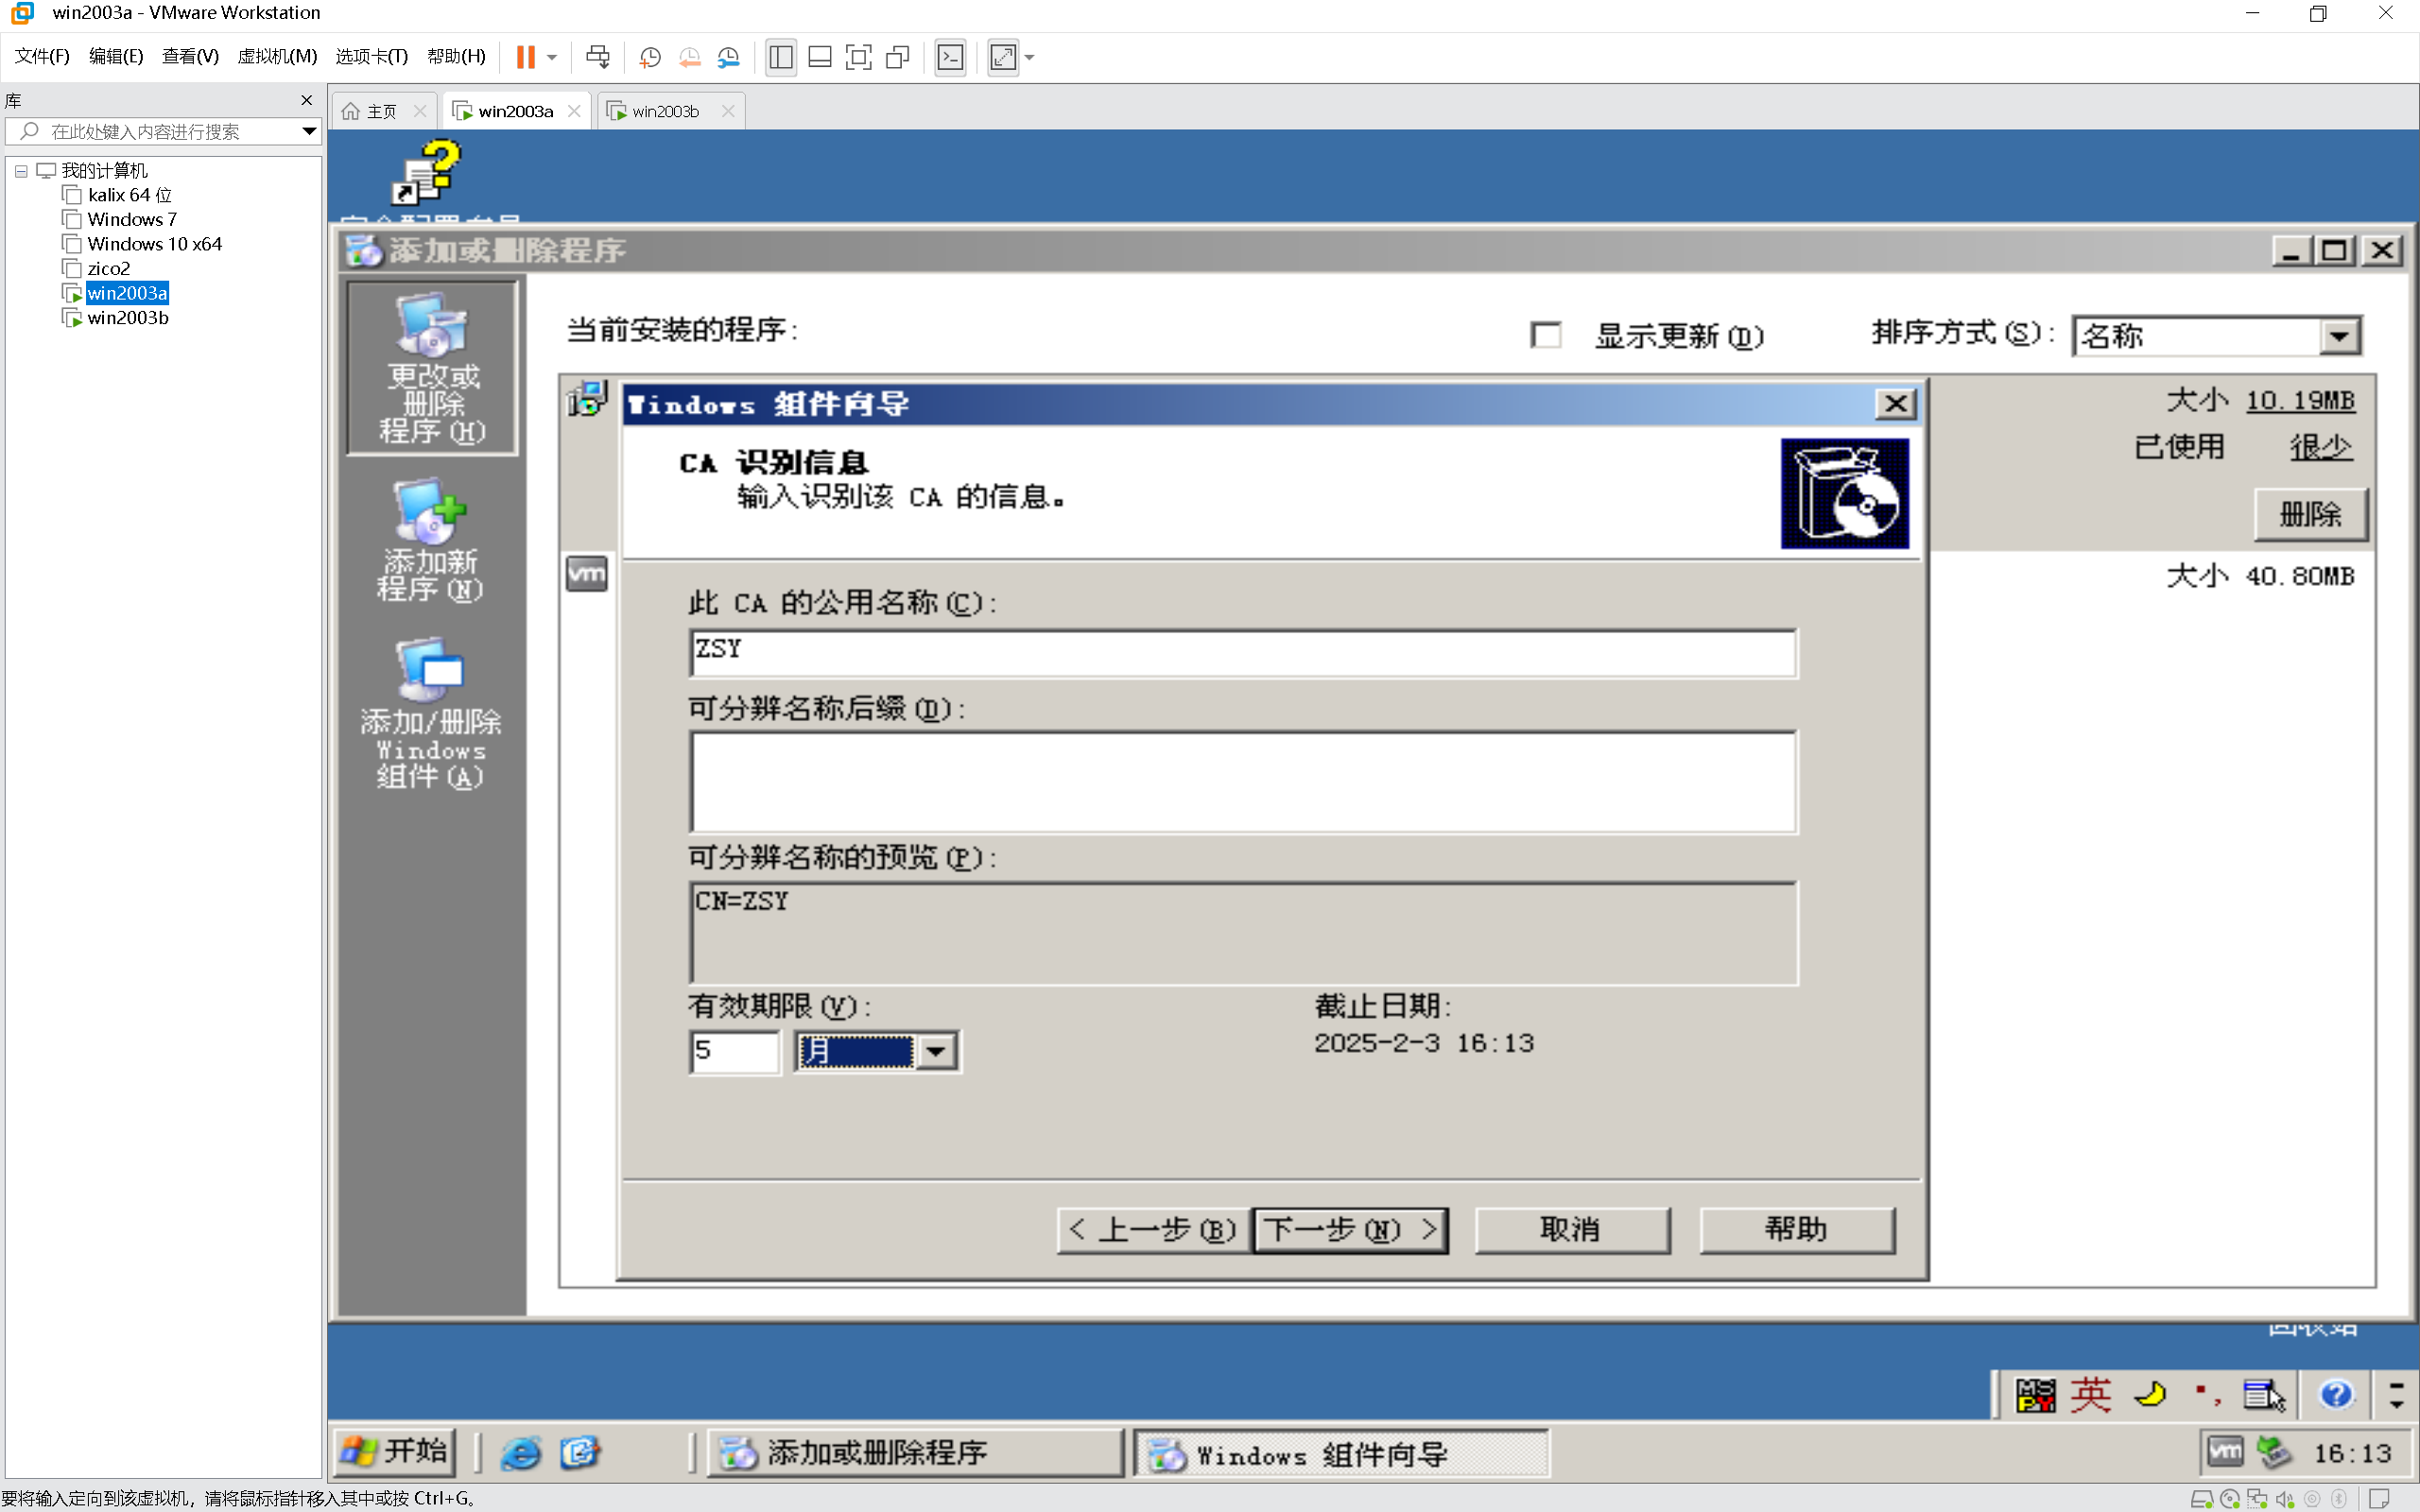 win2003a - VMware Workstation
文件(F) 编辑(E) 查看(V) 虚拟机(M) 选项卡(T) 帮助(H)
库
在此处键入内容进行搜索
我的计算机
kalix 64 位
Windows 7
Windows 10 x64
zico2
win2003a
win2003b
主页 win2003a win2003b
添加或删除程序
更改或
删除
程序(H)
添加新
程序(N)
添加/删除
Windows
组件(A)
当前安装的程序:
显示更新(D)
排序方式(S): 名称
大小 10.19MB
已使用 很少
删除
大小 40.80MB
vm
Windows 组件向导
CA 识别信息
输入识别该 CA 的信息。
此 CA 的公用名称(C):
ZSY
可分辨名称后缀(D):
可分辨名称的预览(P):
CN=ZSY
有效期限(V):
5 月
截止日期:
2025-2-3 16:13
< 上一步(B) 下一步(N) > 取消 帮助
英
开始 添加或删除程序 Windows 组件向导 vm 16:13
要将输入定向到该虚拟机，请将鼠标指针移入其中或按 Ctrl+G。